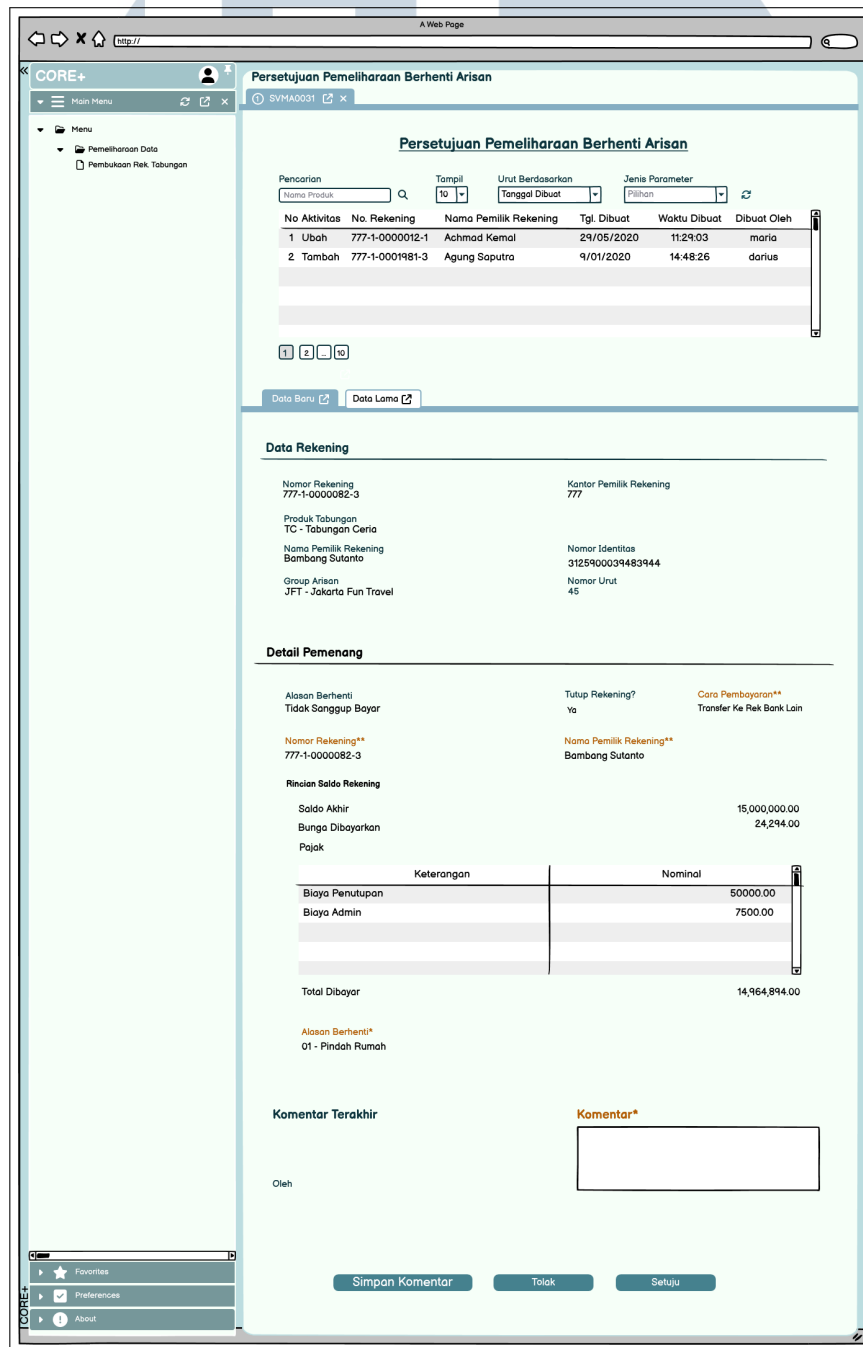 A Web Page
http://
CORE+
Main Menu
Menu
Pemeliharaan Data
Pembukaan Rek. Tabungan
Persetujuan Pemeliharaan Berhenti Arisan
1 SVMA0031
Persetujuan Pemeliharaan Berhenti Arisan
Pencarian Tampil Urut Berdasarkan Jenis Parameter
Nama Produk 10 Tanggal Dibuat Pilihan
No Aktivitas No. Rekening Nama Pemilik Rekening Tgl. Dibuat Waktu Dibuat Dibuat Oleh
1 Ubah 777-1-0000012-1 Achmad Kemal 29/05/2020 11:29:03 maria
2 Tambah 777-1-0001981-3 Agung Saputra 9/01/2020 14:48:26 darius
1 2 ... 10
Data Baru Data Lama
Data Rekening
Nomor Rekening Kantor Pemilik Rekening
777-1-0000082-3 777
Produk Tabungan
TC - Tabungan Ceria
Nama Pemilik Rekening Nomor Identitas
Bambang Sutanto 3125900039483944
Group Arisan Nomor Urut
JFT - Jakarta Fun Travel 45
Detail Pemenang
Alasan Berhenti Tutup Rekening? Cara Pembayaran**
Tidak Sanggup Bayar Ya Transfer Ke Rek Bank Lain
Nomor Rekening** Nama Pemilik Rekening**
777-1-0000082-3 Bambang Sutanto
Rincian Saldo Rekening
Saldo Akhir 15,000,000.00
Bunga Dibayarkan 24,294.00
Pajak
Keterangan Nominal
Biaya Penutupan 50000.00
Biaya Admin 7500.00
Total Dibayar 14,964,894.00
Alasan Berhenti*
01 - Pindah Rumah
Komentar Terakhir Komentar*
Oleh
Simpan Komentar Tolak Setuju
Favorites
Preferences
About
CORE+